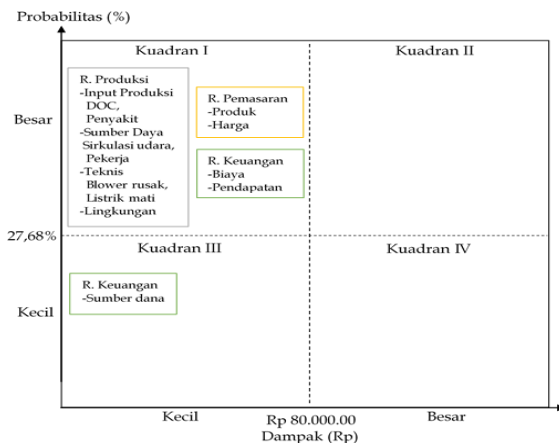 Probabilitas (%)
Kuadran I
Kuadran II
Besar
R. Produksi
-Input Produksi
DOC,
Penyakit
-Sumber Daya
Sirkulasi udara,
Pekerja
-Teknis
Blower rusak,
Listrik mati
-Lingkungan
R. Pemasaran
-Produk
-Harga
R. Keuangan
-Biaya
-Pendapatan
27,68%
Kuadran III
Kuadran IV
Kecil
R. Keuangan
-Sumber dana
Kecil
Rp 80.000.00
Besar
Dampak (Rp)